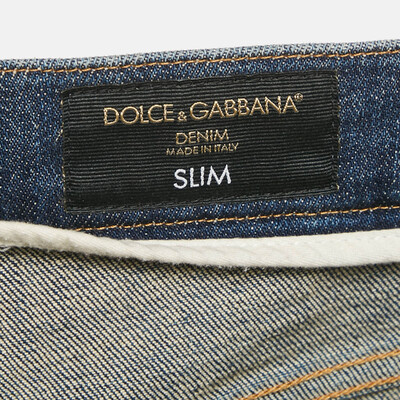 DOLCE & GABBANA®
DENIM
MADE IN ITALY
SLIM